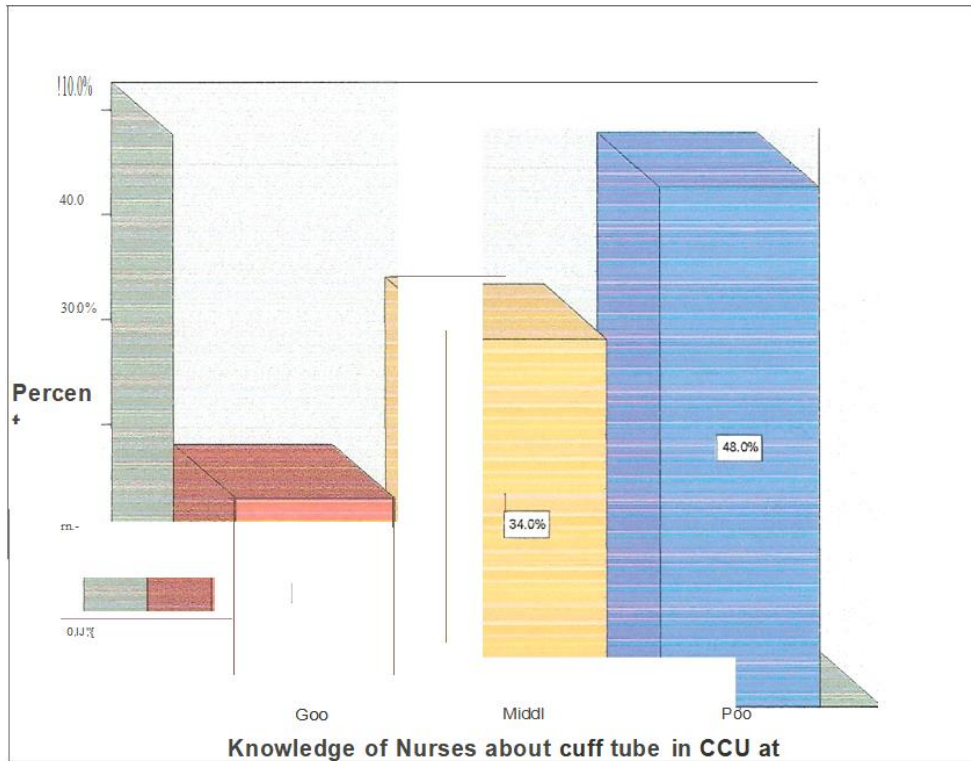 !10.0%
40.0
30.0%
Percen
t
m.-
34.0%
48.0%
Goo
Middl
Poo
Knowledge of Nurses about cuff tube in CCU at